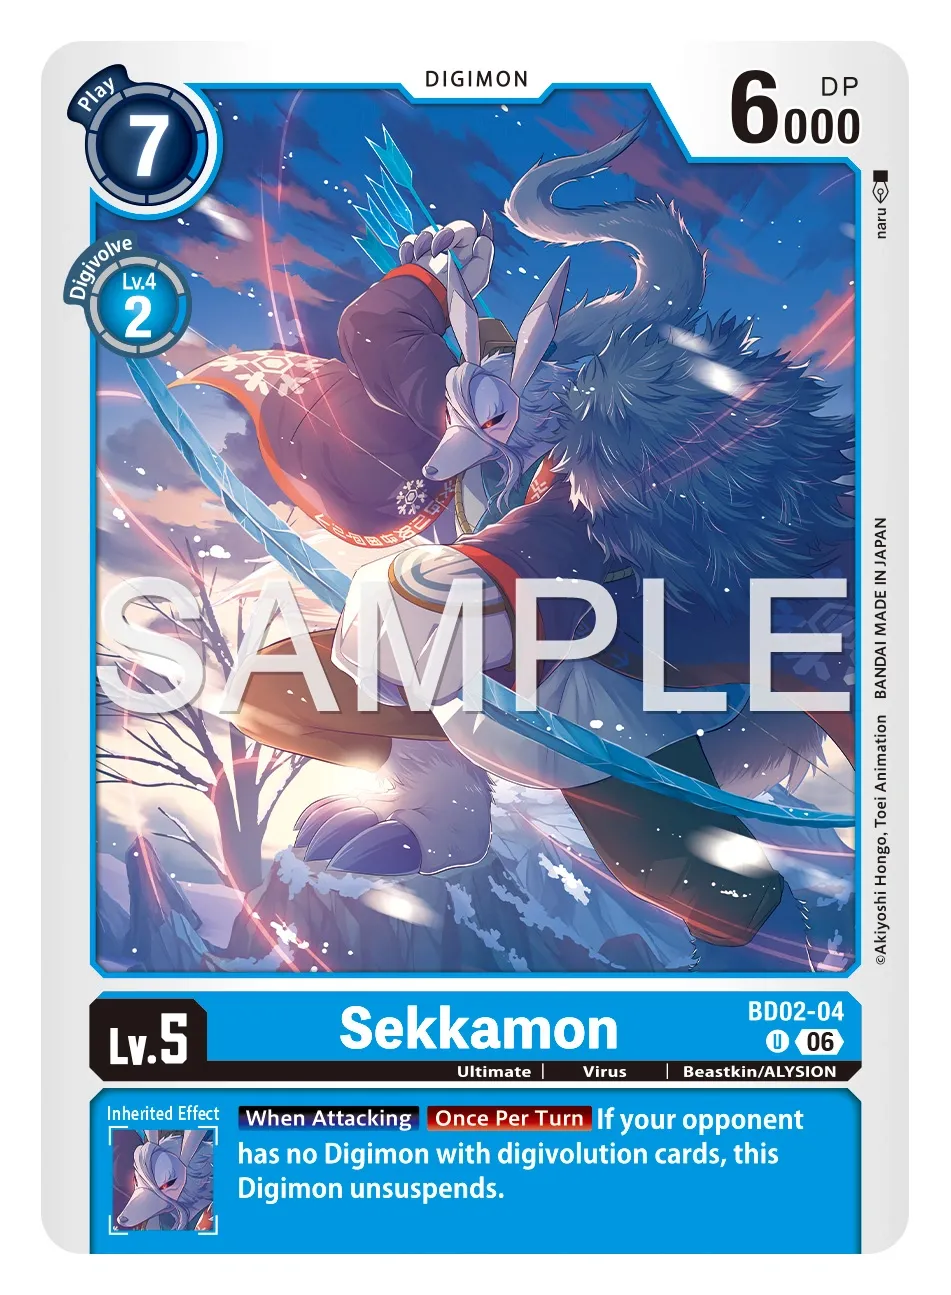 DIGIMON
Play
7
DP
6000
Digivolve
Lv.4
2
naru
SAMPLE
BANDAI MADE IN JAPAN
©Akiyoshi Hongo, Toei Animation
Lv.5
Sekkamon
BD02-04
U 06
Ultimate | Virus | Beastkin/ALYSION
Inherited Effect
When Attacking Once Per Turn If your opponent
has no Digimon with digivolution cards, this
Digimon unsuspends.